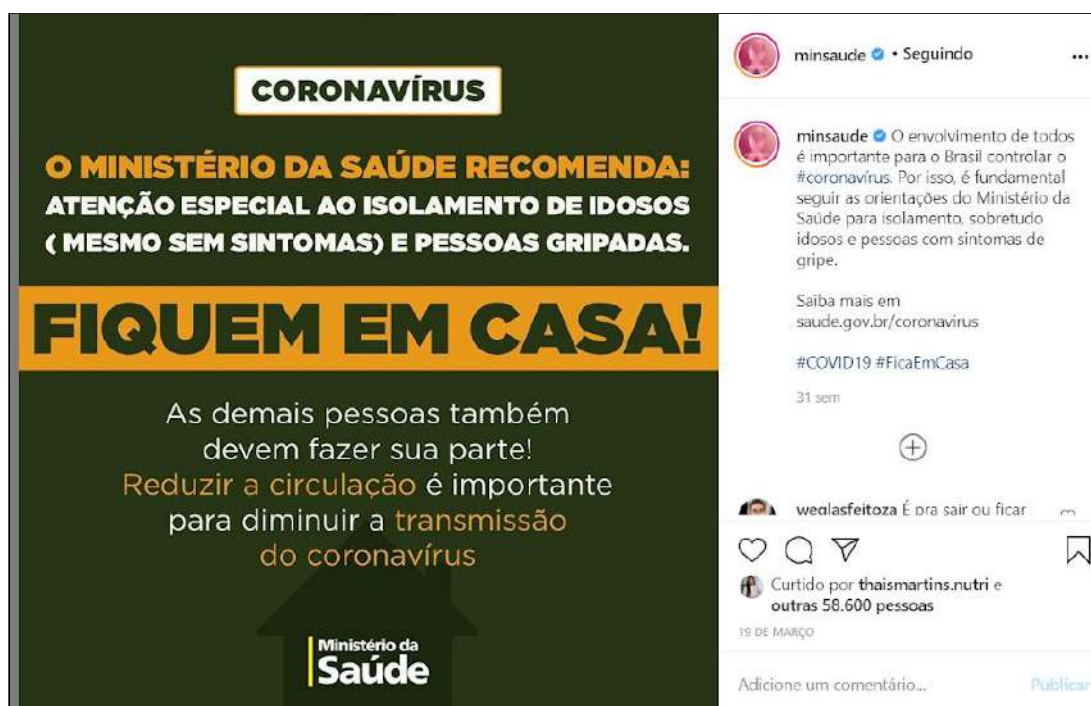 CORONAVÍRUS
O MINISTÉRIO DA SAÚDE RECOMENDA:
ATENÇÃO ESPECIAL AO ISOLAMENTO DE IDOSOS
( MESMO SEM SINTOMAS) E PESSOAS GRIPADAS.
FIQUEM EM CASA!
As demais pessoas também
devem fazer sua parte!
Reduzir a circulação é importante
para diminuir a transmissão
do coronavírus
Ministério da
Saúde
minsaude • Seguindo
minsaude O envolvimento de todos
é importante para o Brasil controlar o
#coronavírus. Por isso, é fundamental
seguir as orientações do Ministério da
Saúde para isolamento, sobretudo
idosos e pessoas com sintomas de
gripe.
Saiba mais em
saude.gov.br/coronavirus
#COVID19 #FicaEmCasa
31 sem
weglasfeitoza É pra sair ou ficar
Curtido por thaismartins.nutri e
outras 58.600 pessoas
19 DE MARÇO
Adicione um comentário... Publicar